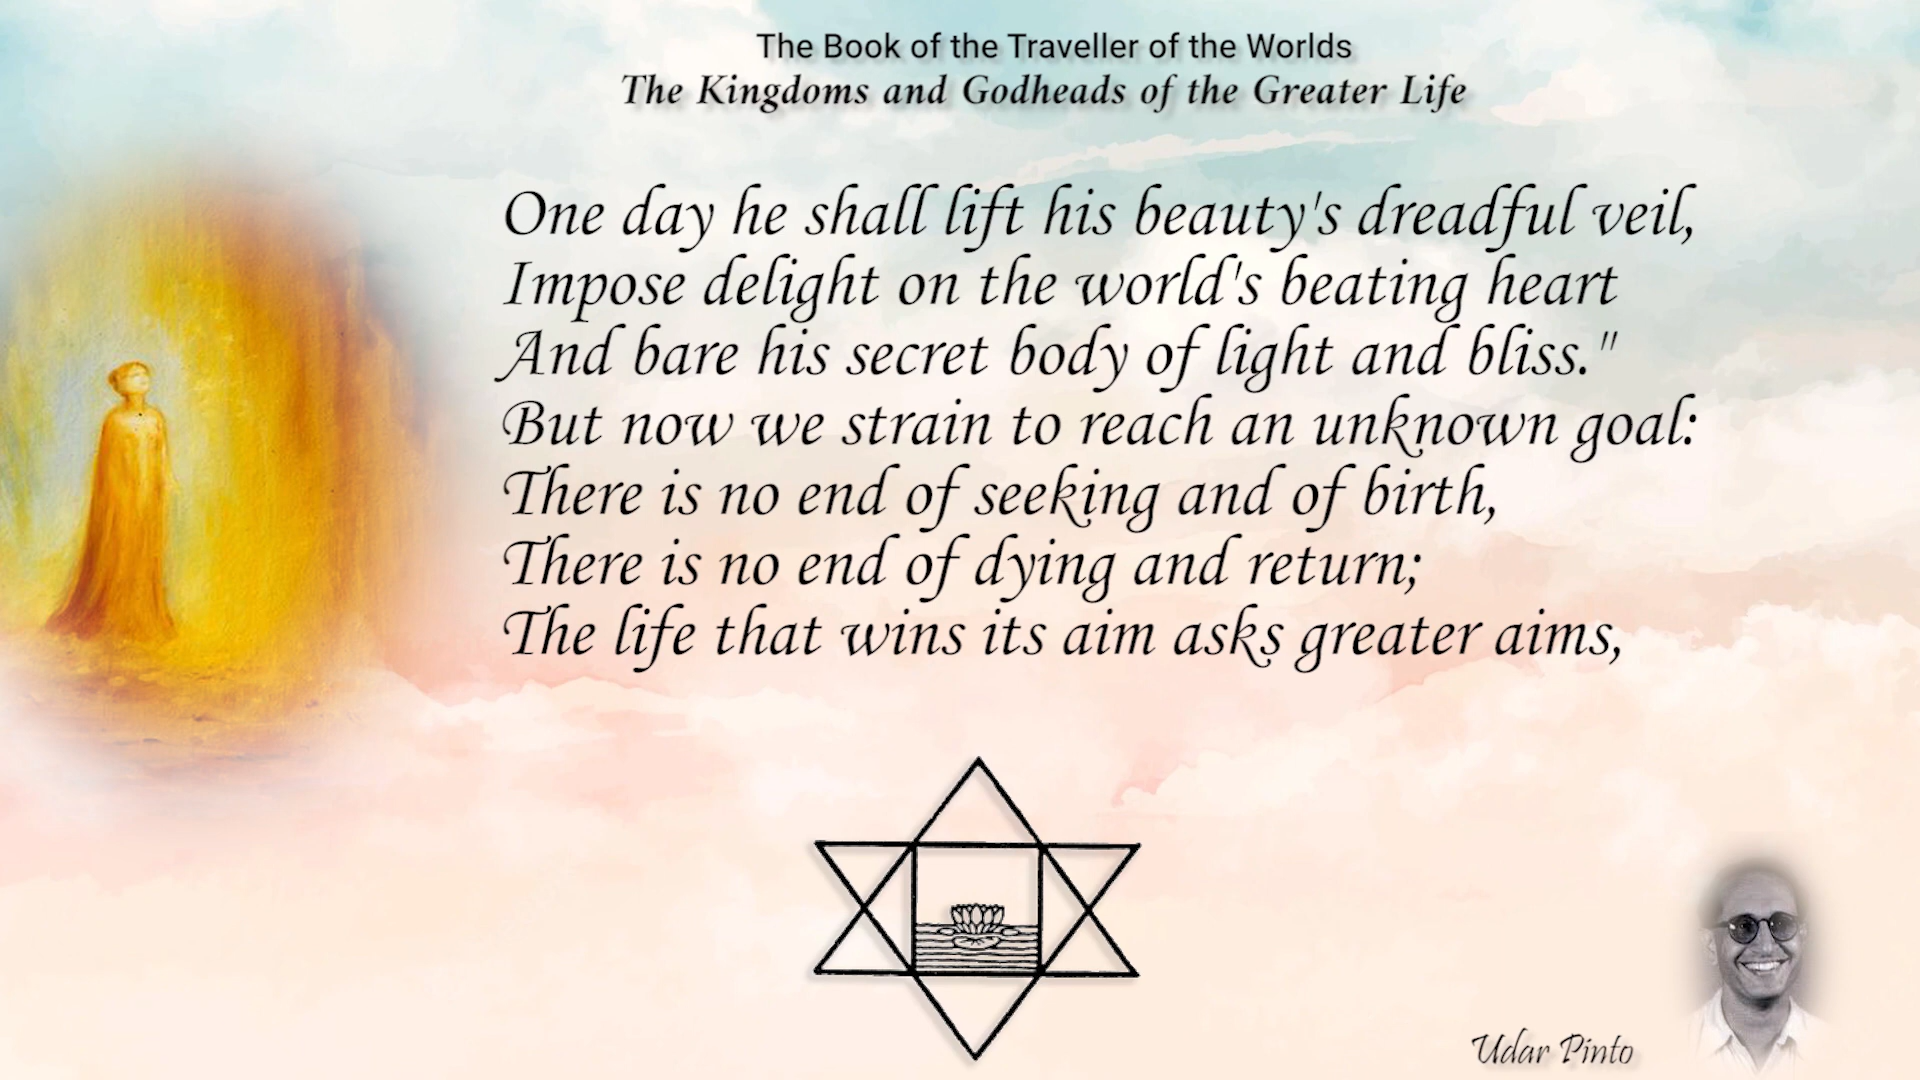 The Book of the Traveller of the Worlds
The Kingdoms and Godheads of the Greater Life
One day he shall lift his beauty's dreadful veil,
Impose delight on the world's beating heart
And bare his secret body of light and bliss."
But now we strain to reach an unknown goal:
There is no end of seeking and of birth,
There is no end of dying and return;
The life that wins its aim asks greater aims,
Udar Pinto